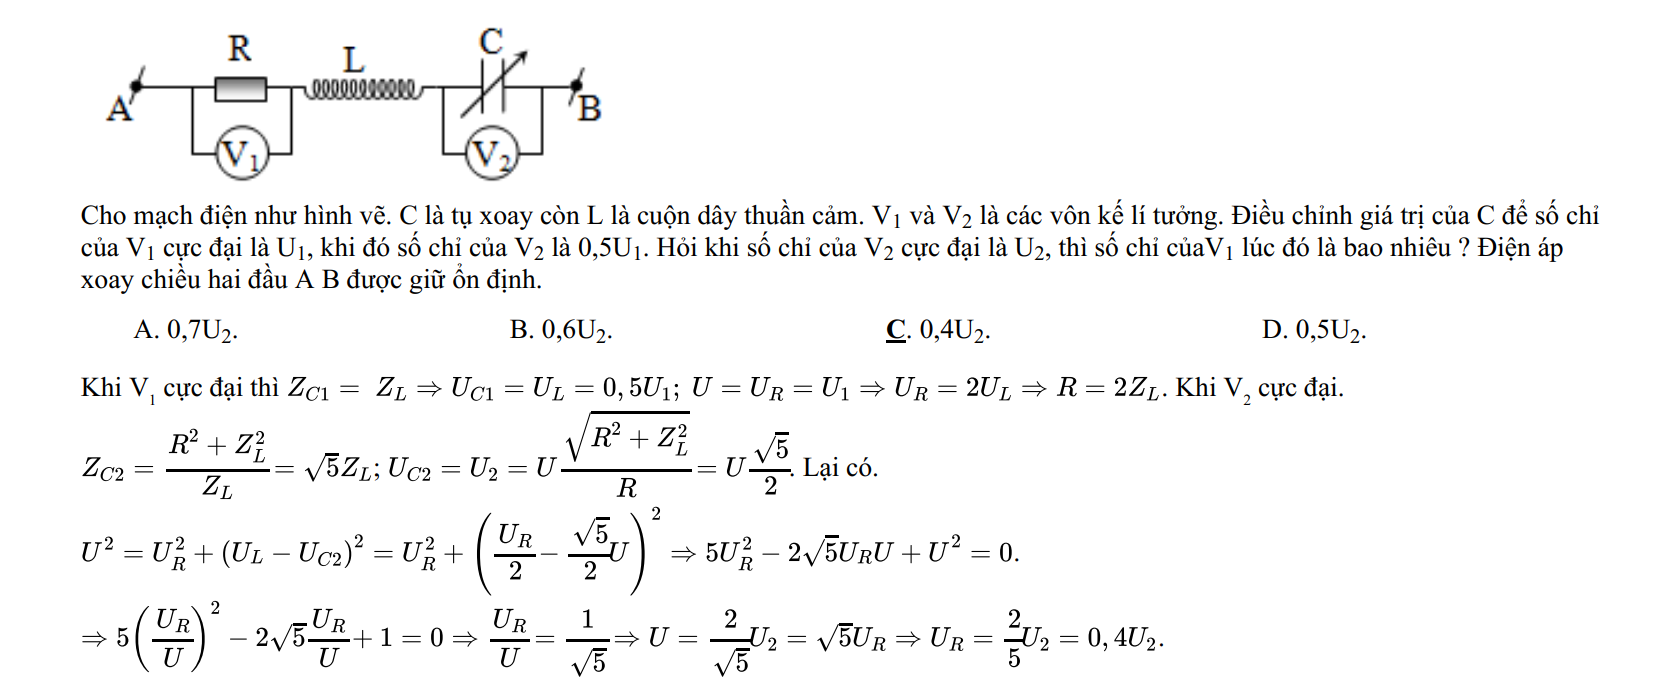 R
L
C
A
B
V₁
V₂
Cho mạch điện như hình vẽ. C là tụ xoay còn L là cuộn dây thuần cảm. V₁ và V₂ là các vôn kế lí tưởng. Điều chỉnh giá trị của C để số chỉ
của V₁ cực đại là U₁, khi đó số chỉ của V₂ là 0,5U₁. Hỏi khi số chỉ của V₂ cực đại là U₂, thì số chỉ củaV₁ lúc đó là bao nhiêu ? Điện áp
xoay chiều hai đầu A B được giữ ổn định.
A. 0,7U₂. B. 0,6U₂. C. 0,4U₂. D. 0,5U₂.
Khi V₁ cực đại thì $Z_{C1} = Z_L \Rightarrow U_{C1} = U_L = 0,5U_1; U = U_R = U_1 \Rightarrow U_R = 2U_L \Rightarrow R = 2Z_L$. Khi V₂ cực đại.
$Z_{C2} = \frac{R^2 + Z_L^2}{Z_L} = \sqrt{5}Z_L; U_{C2} = U_2 = U\frac{\sqrt{R^2 + Z_L^2}}{R} = U\frac{\sqrt{5}}{2}$. Lại có.
$U^2 = U_R^2 + (U_L - U_{C2})^2 = U_R^2 + \left(\frac{U_R}{2} - \frac{\sqrt{5}}{2}U\right)^2 \Rightarrow 5U_R^2 - 2\sqrt{5}U_RU + U^2 = 0.$
$\Rightarrow 5\left(\frac{U_R}{U}\right)^2 - 2\sqrt{5}\frac{U_R}{U} + 1 = 0 \Rightarrow \frac{U_R}{U} = \frac{1}{\sqrt{5}} \Rightarrow U = \frac{2}{\sqrt{5}}U_2 = \sqrt{5}U_R \Rightarrow U_R = \frac{2}{5}U_2 = 0,4U_2.$